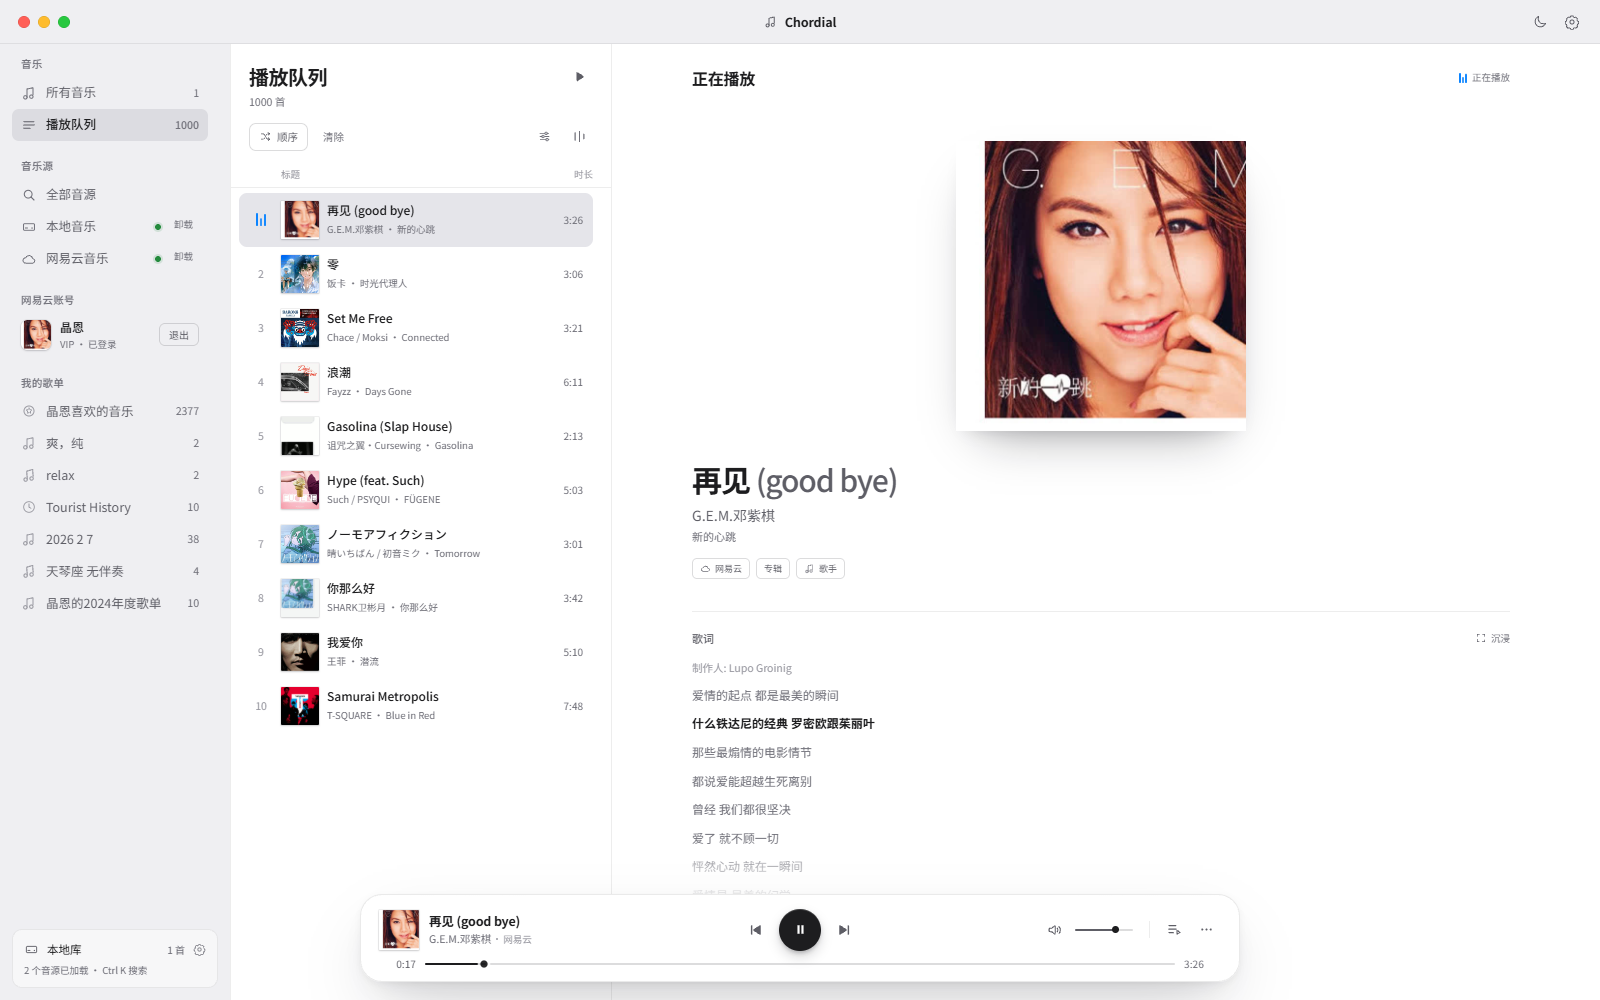 Chordial
音乐
所有音乐 1
播放队列 1000
音乐源
全部音源
本地音乐 卸载
网易云音乐 卸载
网易云账号
晶恩
VIP • 已登录
退出
我的歌单
晶恩喜欢的音乐 2377
爽，纯 2
relax 2
Tourist History 10
2026 2 7 38
天琴座 无伴奏 4
晶恩的2024年度歌单 10
本地库 1 首
2 个音源已加载 • Ctrl K 搜索
播放队列
1000 首
顺序 清除
标题 时长
再见 (good bye) 3:26
G.E.M.邓紫棋 • 新的心跳
2 零 3:06
饭卡 • 时光代理人
3 Set Me Free 3:21
Chace / Moksi • Connected
4 浪潮 6:11
Fayzz • Days Gone
5 Gasolina (Slap House) 2:13
诅咒之翼・Cursewing • Gasolina
6 Hype (feat. Such) 5:03
Such / PSYQUI • FÜGENE
7 ノーモアフィクション 3:01
晴いちばん / 初音ミク • Tomorrow
8 你那么好 3:42
SHARK卫彬月 • 你那么好
9 我爱你 5:10
王菲 • 潜流
10 Samurai Metropolis 7:48
T-SQUARE • Blue in Red
正在播放 正在播放
G. E. M
新的心跳
再见 (good bye)
G.E.M.邓紫棋
新的心跳
网易云 专辑 歌手
歌词 沉浸
制作人: Lupo Groinig
爱情的起点 都是最美的瞬间
什么铁达尼的经典 罗密欧跟茱丽叶
那些最煽情的电影情节
都说爱能超越生死离别
曾经 我们都很坚决
爱了 就不顾一切
怦然心动 就在一瞬间
再见 (good bye)
G.E.M.邓紫棋 · 网易云
0:17 3:26